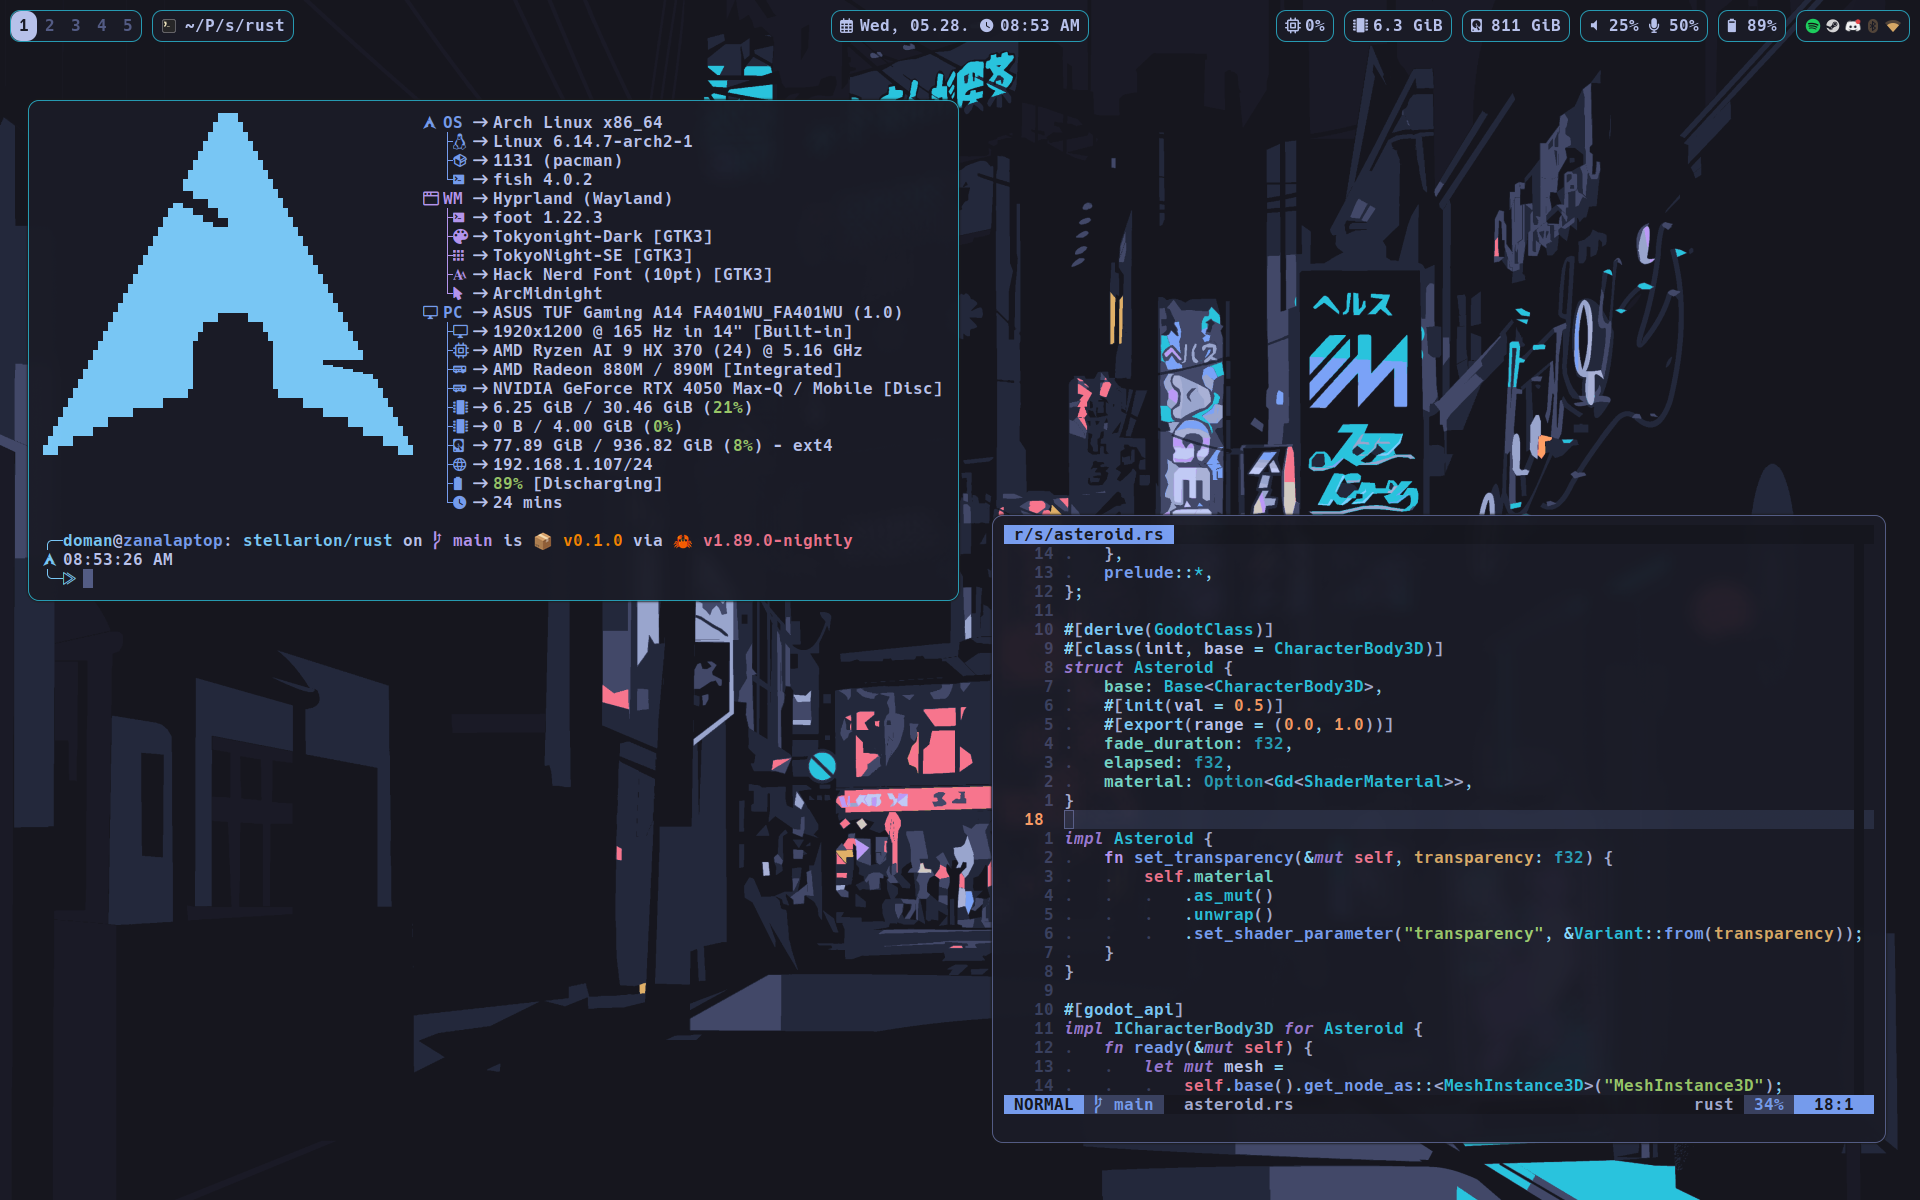 1 2 3 4 5 ~/P/s/rust Wed, 05.28. 08:53 AM 0% 6.3 GiB 811 GiB 25% 50% 89%
OS Arch Linux x86_64
Linux 6.14.7-arch2-1
1131 (pacman)
fish 4.0.2
WM Hyprland (Wayland)
foot 1.22.3
Tokyonight-Dark [GTK3]
TokyoNight-SE [GTK3]
Hack Nerd Font (10pt) [GTK3]
ArcMidnight
PC ASUS TUF Gaming A14 FA401WU_FA401WU (1.0)
1920x1200 @ 165 Hz in 14" [Built-in]
AMD Ryzen AI 9 HX 370 (24) @ 5.16 GHz
AMD Radeon 880M / 890M [Integrated]
NVIDIA GeForce RTX 4050 Max-Q / Mobile [Disc]
6.25 GiB / 30.46 GiB (21%)
0 B / 4.00 GiB (0%)
77.89 GiB / 936.82 GiB (8%) - ext4
192.168.1.107/24
89% [Discharging]
24 mins
doman@zanalaptop: stellarion/rust on main is 📦 v0.1.0 via 🦀 v1.89.0-nightly
08:53:26 AM
ヘルス
r/s/asteroid.rs
14 . },
13 . prelude::*,
12 };
11
10 #[derive(GodotClass)]
9 #[class(init, base = CharacterBody3D)]
8 struct Asteroid {
7 . base: Base<CharacterBody3D>,
6 . #[init(val = 0.5)]
5 . #[export(range = (0.0, 1.0))]
4 . fade_duration: f32,
3 . elapsed: f32,
2 . material: Option<Gd<ShaderMaterial>>,
1 }
18
1 impl Asteroid {
2 . fn set_transparency(&mut self, transparency: f32) {
3 . . self.material
4 . . . .as_mut()
5 . . . .unwrap()
6 . . . .set_shader_parameter("transparency", &Variant::from(transparency));
7 . }
8 }
9
10 #[godot_api]
11 impl ICharacterBody3D for Asteroid {
12 . fn ready(&mut self) {
13 . . let mut mesh =
14 . . . self.base().get_node_as::<MeshInstance3D>("MeshInstance3D");
NORMAL main asteroid.rs rust 34% 18:1